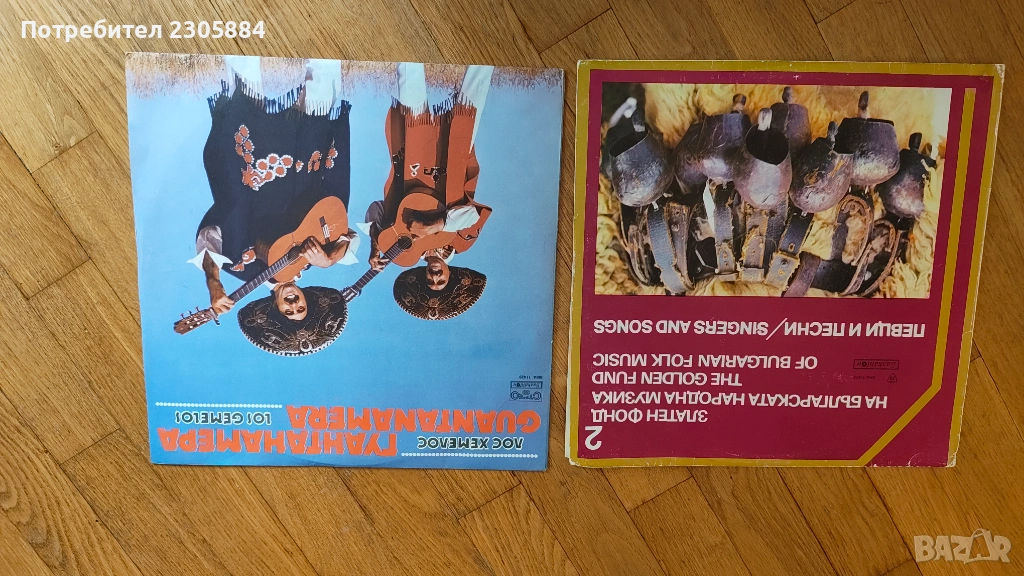 Потребител 2305884
ЛОС ХЕМЕЛОС
ГУАНТАНАМЕРА
GUANTANAMERA
LOS GEMELOS
СТЕРЕО
2
ЗЛАТЕН ФОНД
НА БЪЛГАРСКАТА НАРОДНА МУЗИКА
THE GOLDEN FUND
OF BULGARIAN FOLK MUSIC
ПЕВЦИ И ПЕСНИ/SINGERS AND SONGS
BAZAR